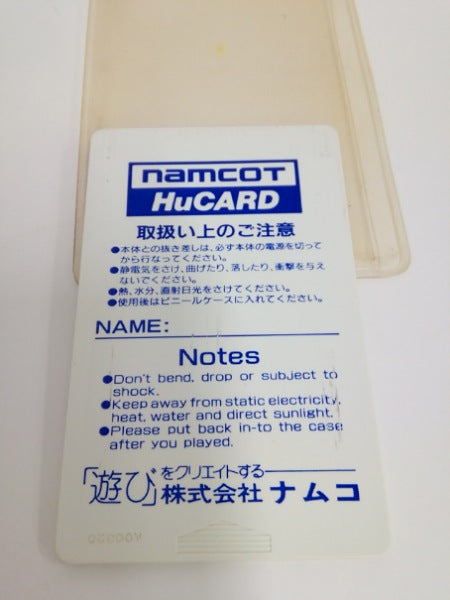 namcoT
HuCARD
取扱い上のご注意
●本体との抜き差しは、必ず本体の電源を切って
から行なってください。
●静電気をさけ、曲げたり、落したり、衝撃を与え
ないでください。
●熱、水分、直射日光をさけてください。
●使用後はビニールケースに入れてください。
NAME:
Notes
●Don't bend, drop or subject to
shock.
●Keep away from static electricity,
heat, water and direct sunlight.
●Please put back in-to the case
after you played.
「遊び」をクリエイトする
株式会社 ナムコ